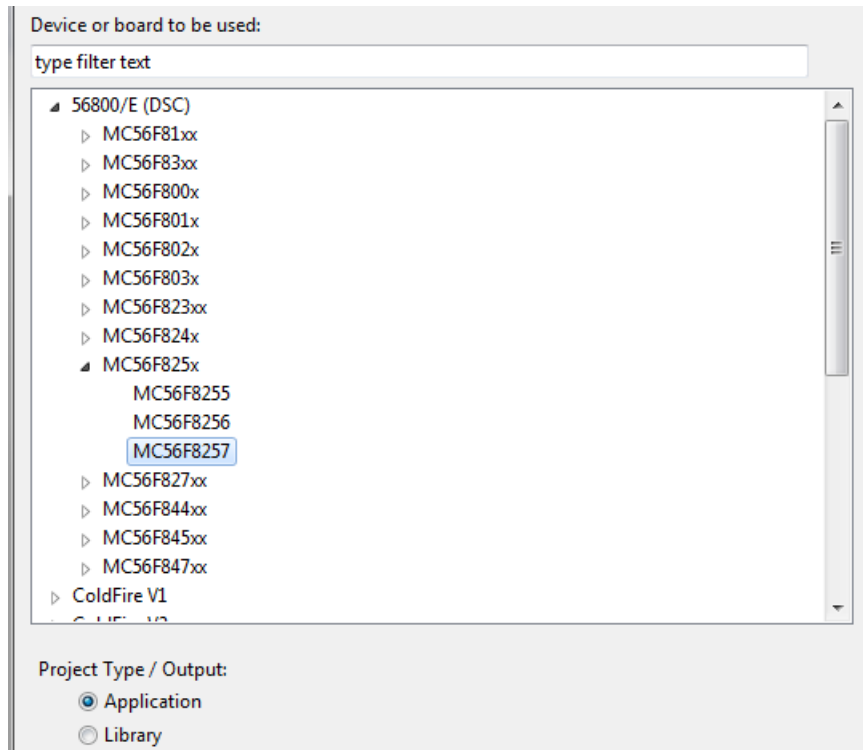 Device or board to be used:
type filter text
56800/E (DSC)
MC56F81xx
MC56F83xx
MC56F800x
MC56F801x
MC56F802x
MC56F803x
MC56F823xx
MC56F824x
MC56F825x
MC56F8255
MC56F8256
MC56F8257
MC56F827xx
MC56F844xx
MC56F845xx
MC56F847xx
ColdFire V1
Project Type / Output:
Application
Library